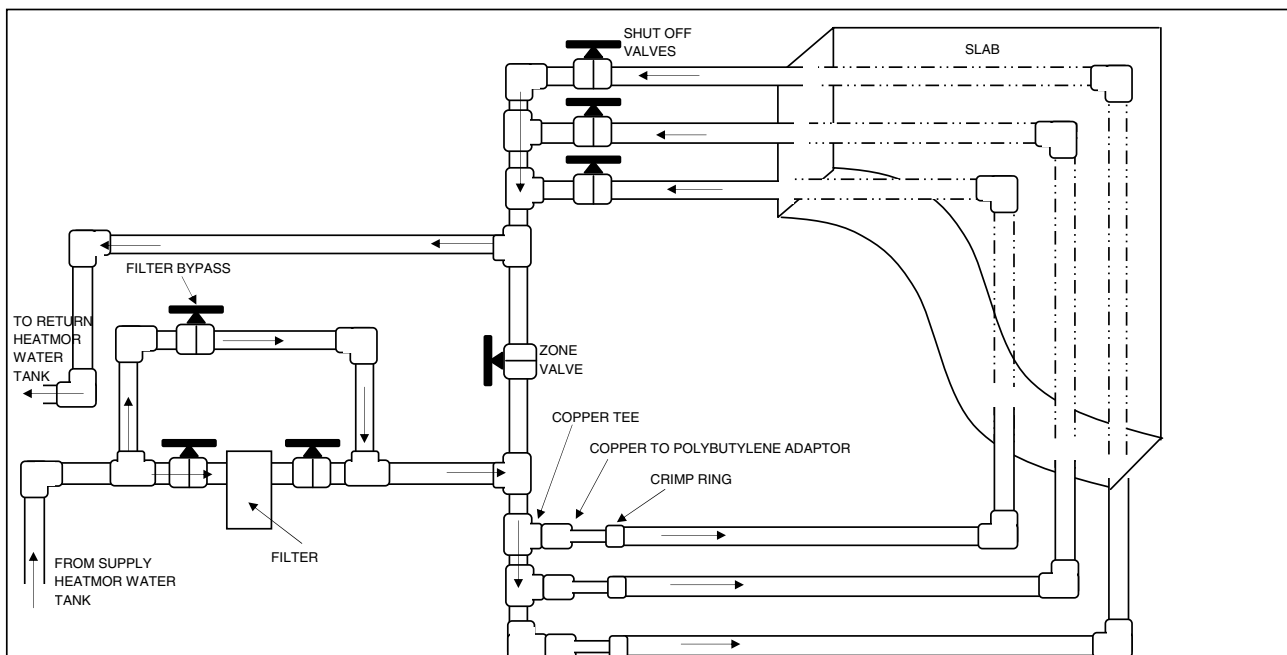 SHUT OFF
VALVES
SLAB
FILTER BYPASS
TO RETURN
HEATMOR
WATER
TANK
ZONE
VALVE
COPPER TEE
COPPER TO POLYBUTYLENE ADAPTOR
CRIMP RING
FILTER
FROM SUPPLY
HEATMOR WATER
TANK